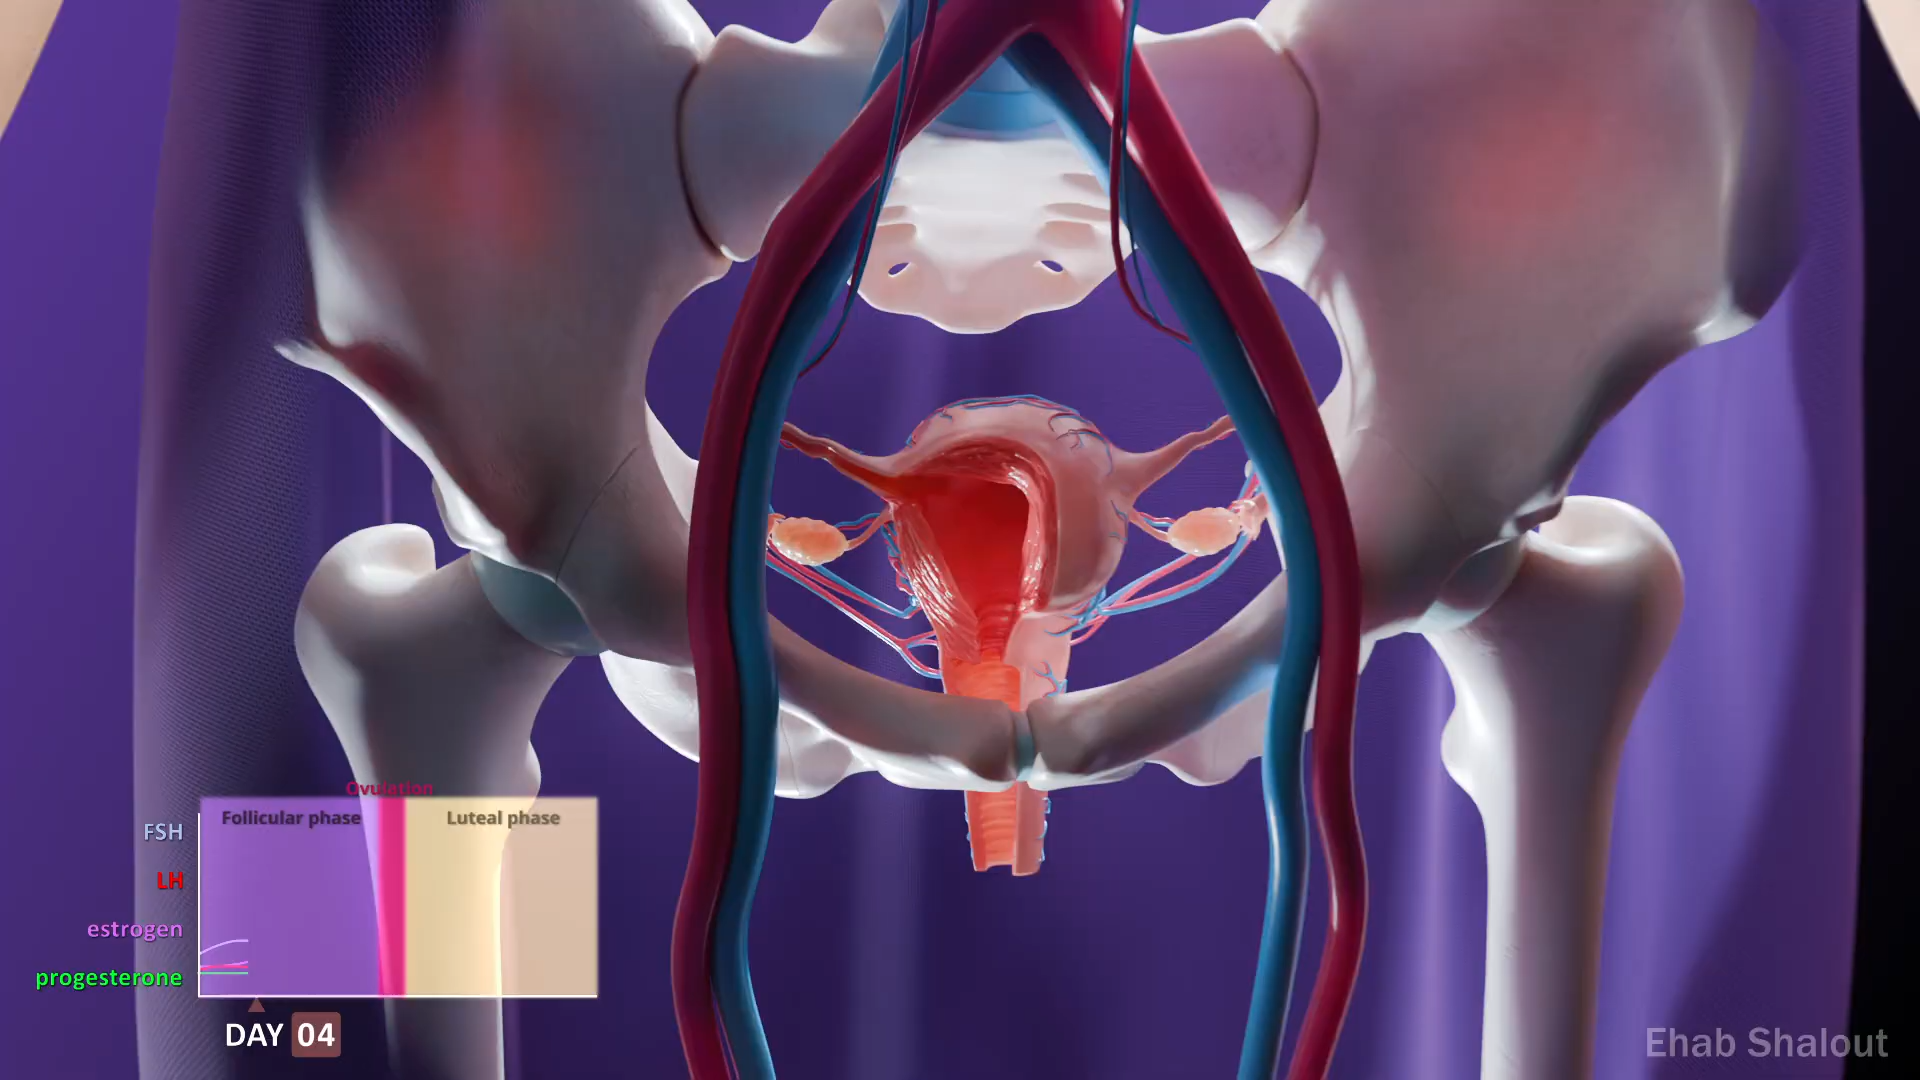 Ovulation
Follicular phase
Luteal phase
FSH
LH
estrogen
progesterone
DAY 04
Ehab Shalout